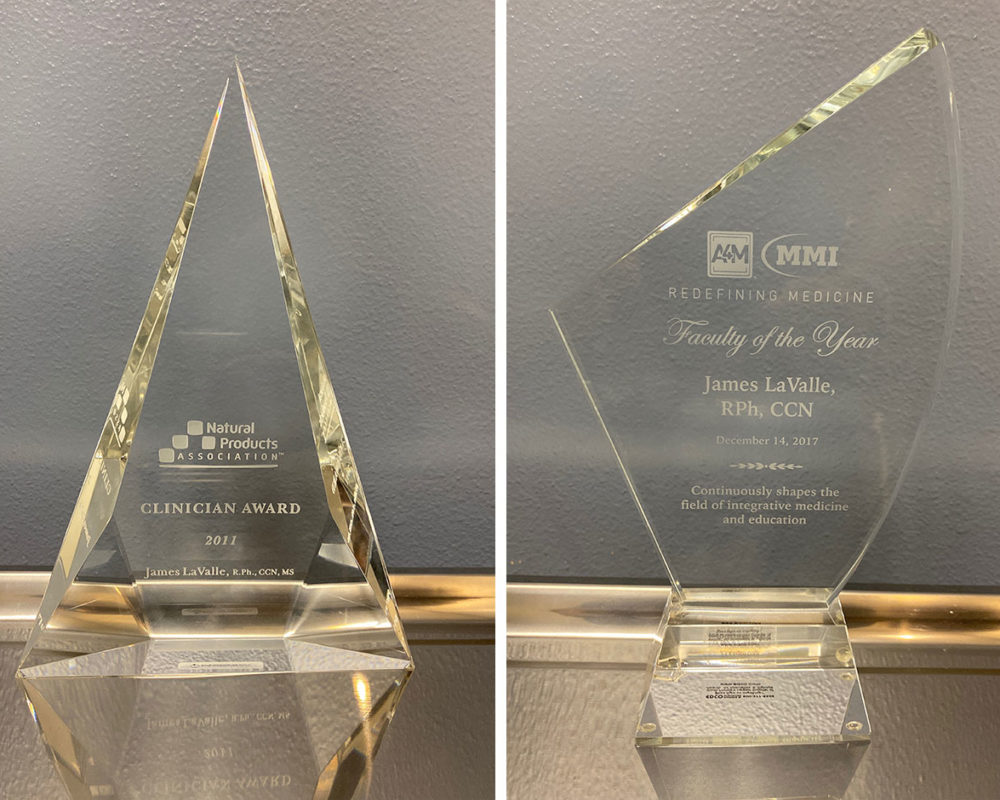 Natural
Products
ASSOCIATION™
CLINICIAN AWARD
2011
James LaValle, R.Ph., CCN, MS
A4M MMI
REDEFINING MEDICINE
Faculty of the Year
James LaValle,
RPh, CCN
December 14, 2017
Continuously shapes the
field of integrative medicine
and education